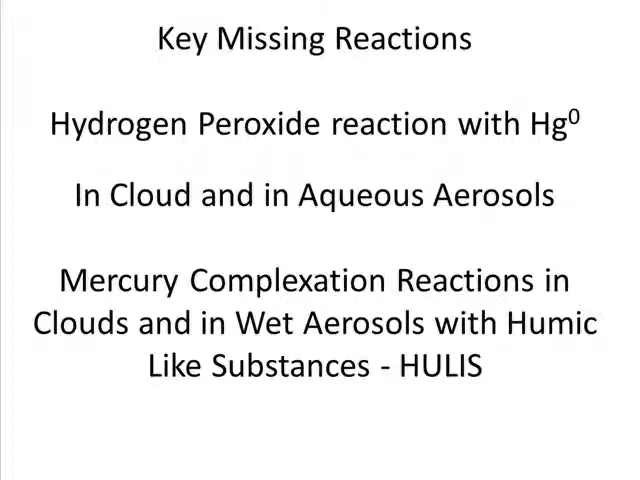 Key Missing Reactions
Hydrogen Peroxide reaction with Hg⁰
In Cloud and in Aqueous Aerosols
Mercury Complexation Reactions in
Clouds and in Wet Aerosols with Humic
Like Substances - HULIS